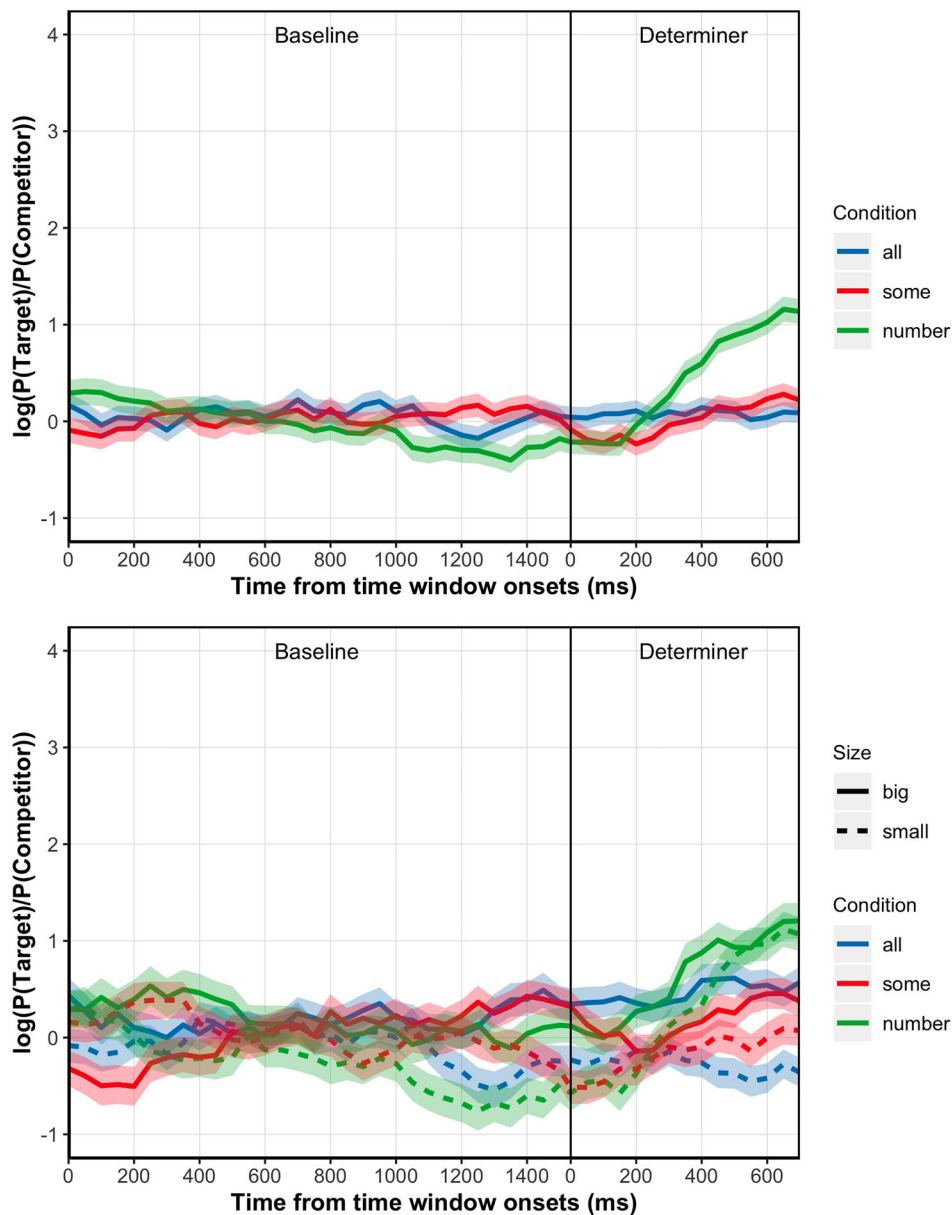 Baseline Determiner
4
3
2
1
0
-1
log(P(Target)/P(Competitor))
0 200 400 600 800 1000 1200 1400 0 200 400 600
Time from time window onsets (ms)
Condition
all
some
number
Baseline Determiner
4
3
2
1
0
-1
log(P(Target)/P(Competitor))
0 200 400 600 800 1000 1200 1400 0 200 400 600
Time from time window onsets (ms)
Size
big
small
Condition
all
some
number